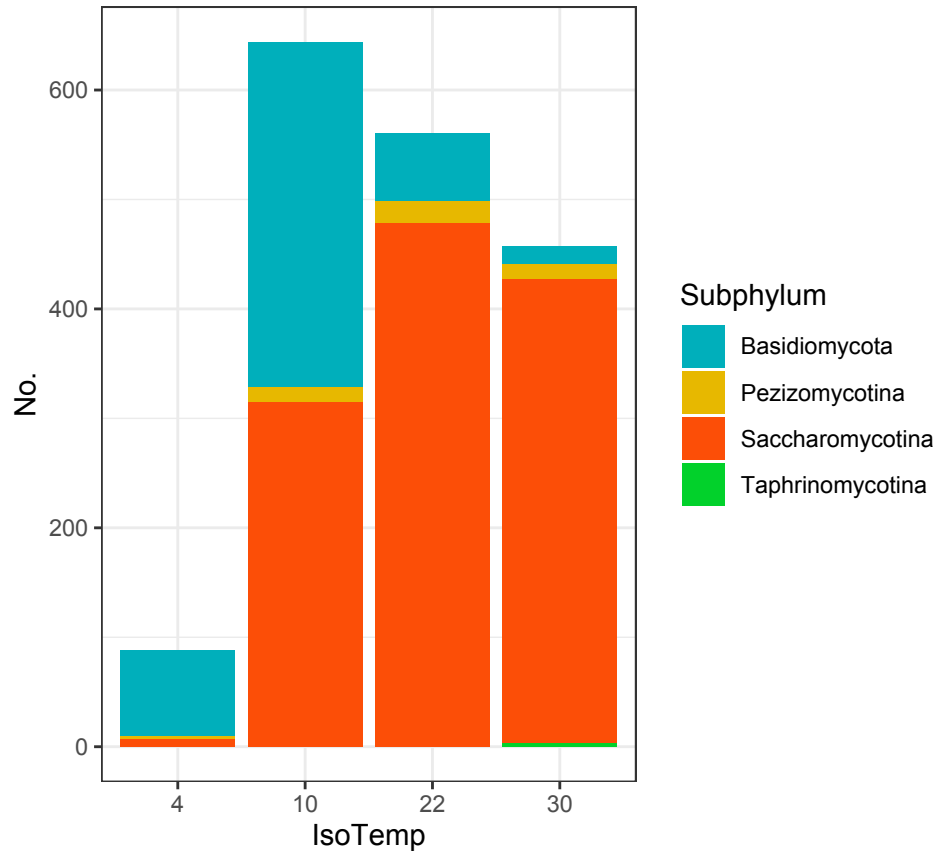 600
400
200
0
No.
4 10 22 30
IsoTemp
Subphylum
Basidiomycota
Pezizomycotina
Saccharomycotina
Taphrinomycotina